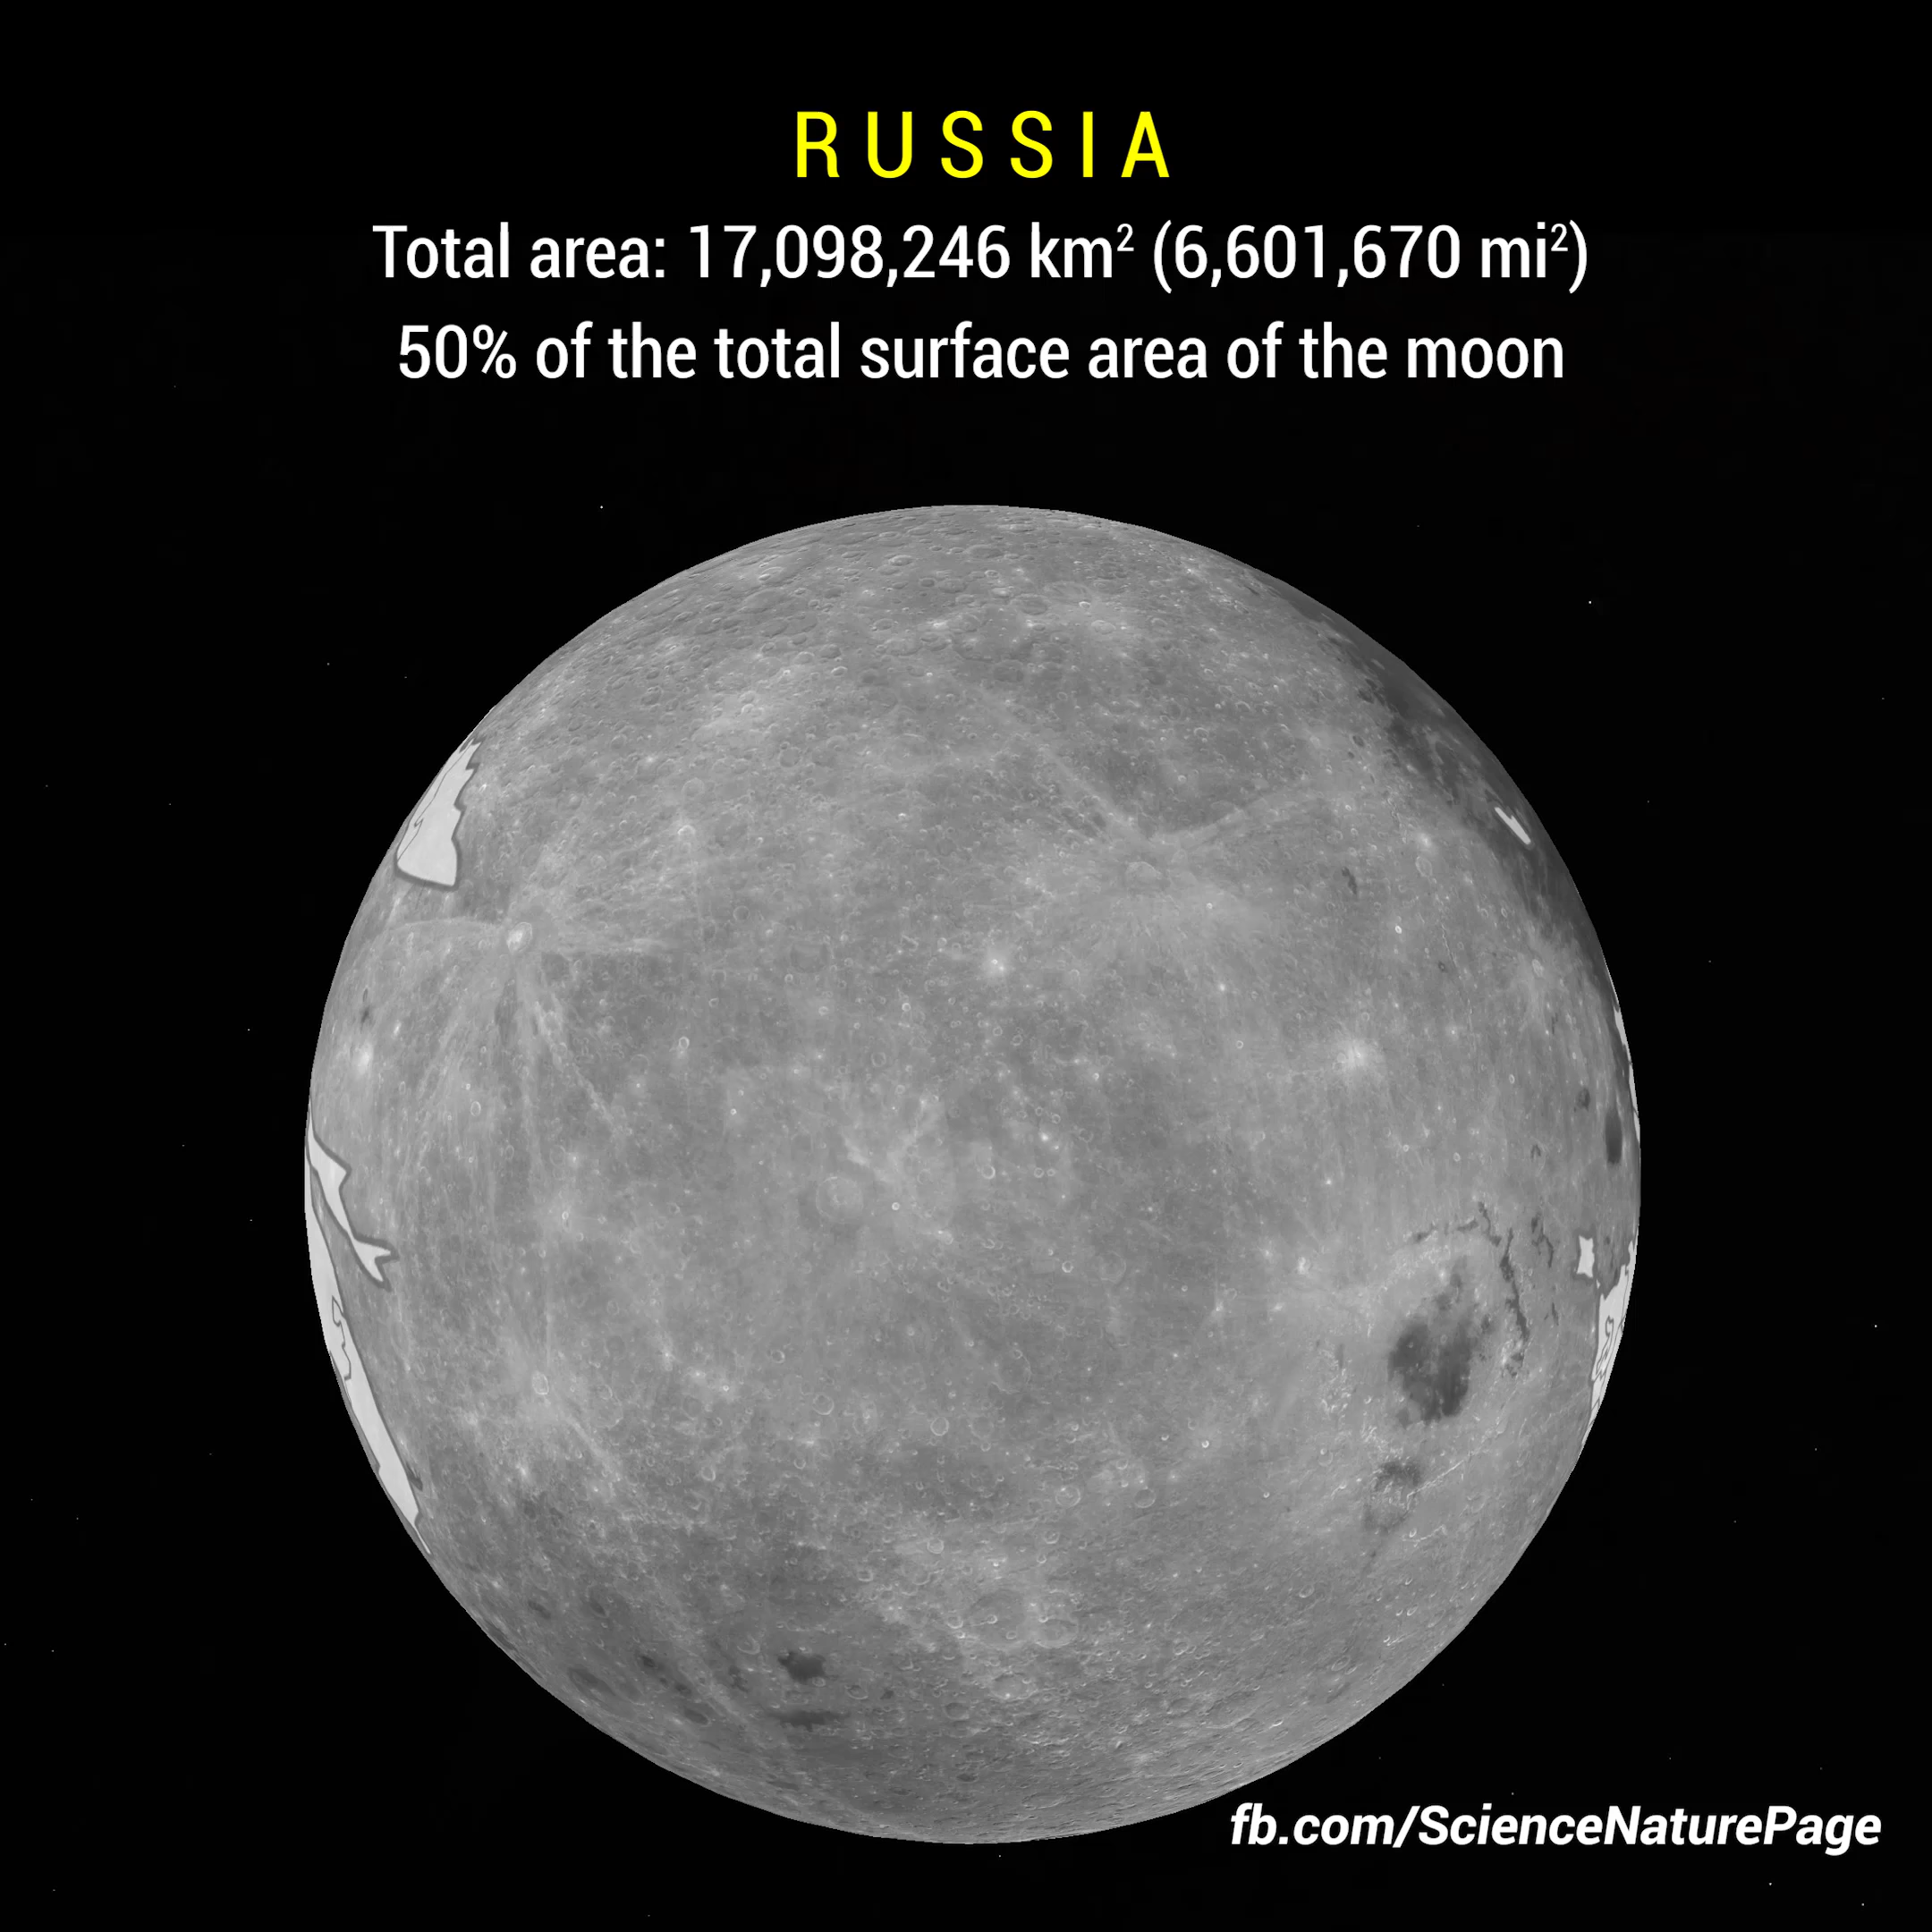 RUSSIA
Total area: 17,098,246 km² (6,601,670 mi²)
50% of the total surface area of the moon
fb.com/ScienceNaturePage